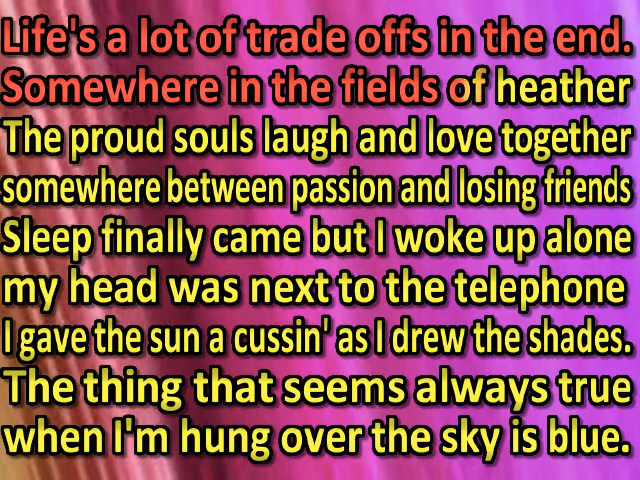 Life's a lot of trade offs in the end.
Somewhere in the fields of heather
The proud souls laugh and love together
somewhere between passion and losing friends
Sleep finally came but I woke up alone
my head was next to the telephone
I gave the sun a cussin' as I drew the shades.
The thing that seems always true
when I'm hung over the sky is blue.